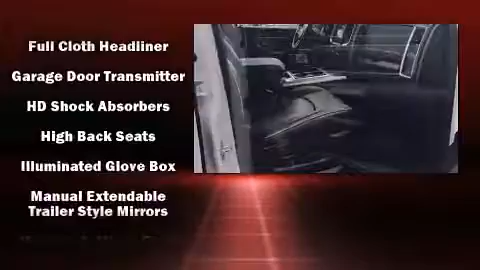 Full Cloth Headliner
Garage Door Transmitter
HD Shock Absorbers
High Back Seats
Illuminated Glove Box
Manual Extendable
Trailer Style Mirrors